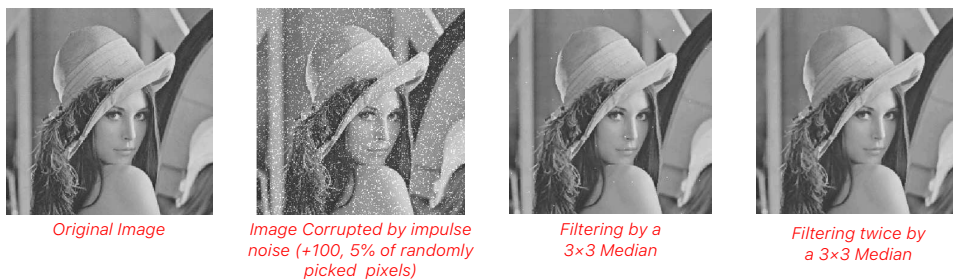 Original Image
Image Corrupted by impulse
noise (+100, 5% of randomly
picked pixels)
Filtering by a
3×3 Median
Filtering twice by
a 3×3 Median